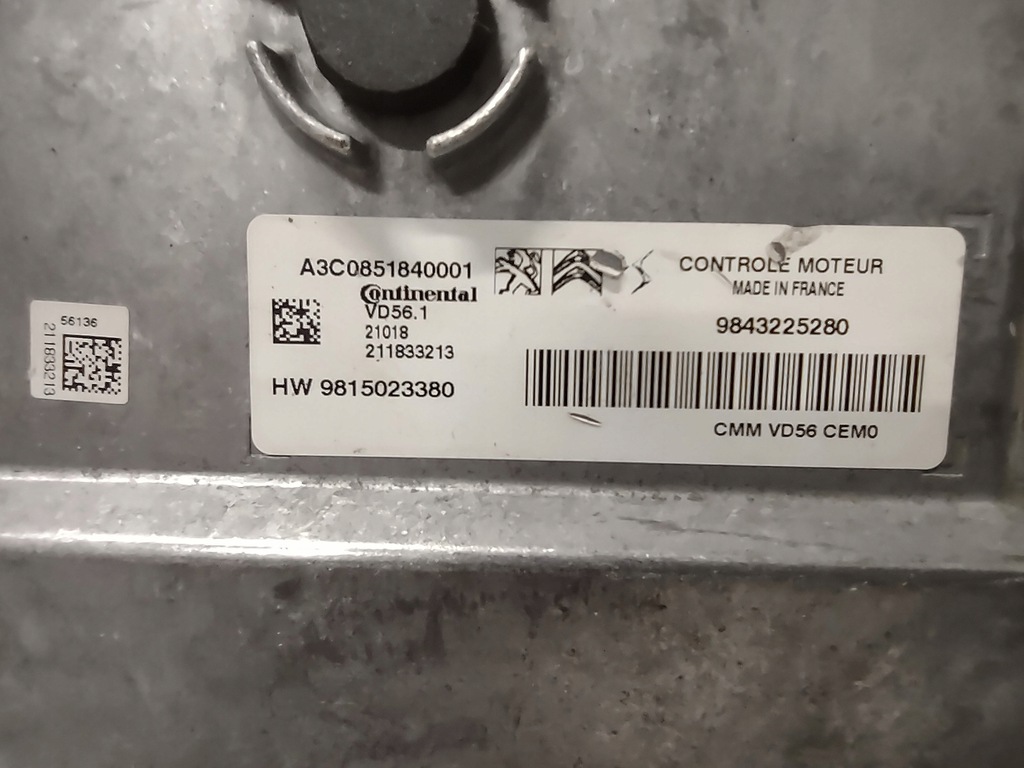 A3C0851840001
Continental
VD56.1
21018
211833213
HW 9815023380
CONTROLE MOTEUR
MADE IN FRANCE
9843225280
CMM VD56 CEM0
56136
211833213